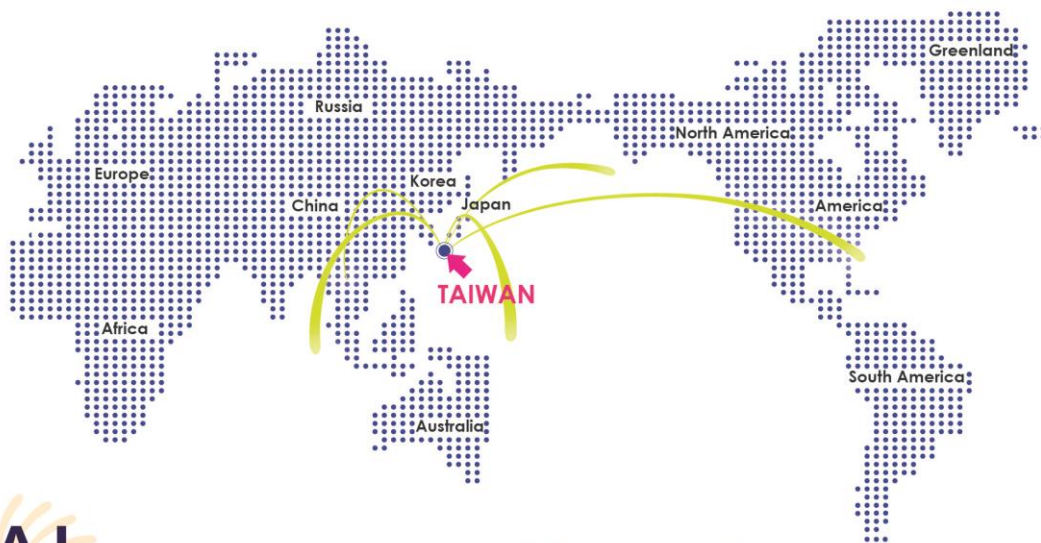 Greenland
Russia
North America
Europe
Korea
China
Japan
America
TAIWAN
Africa
South America
Australia